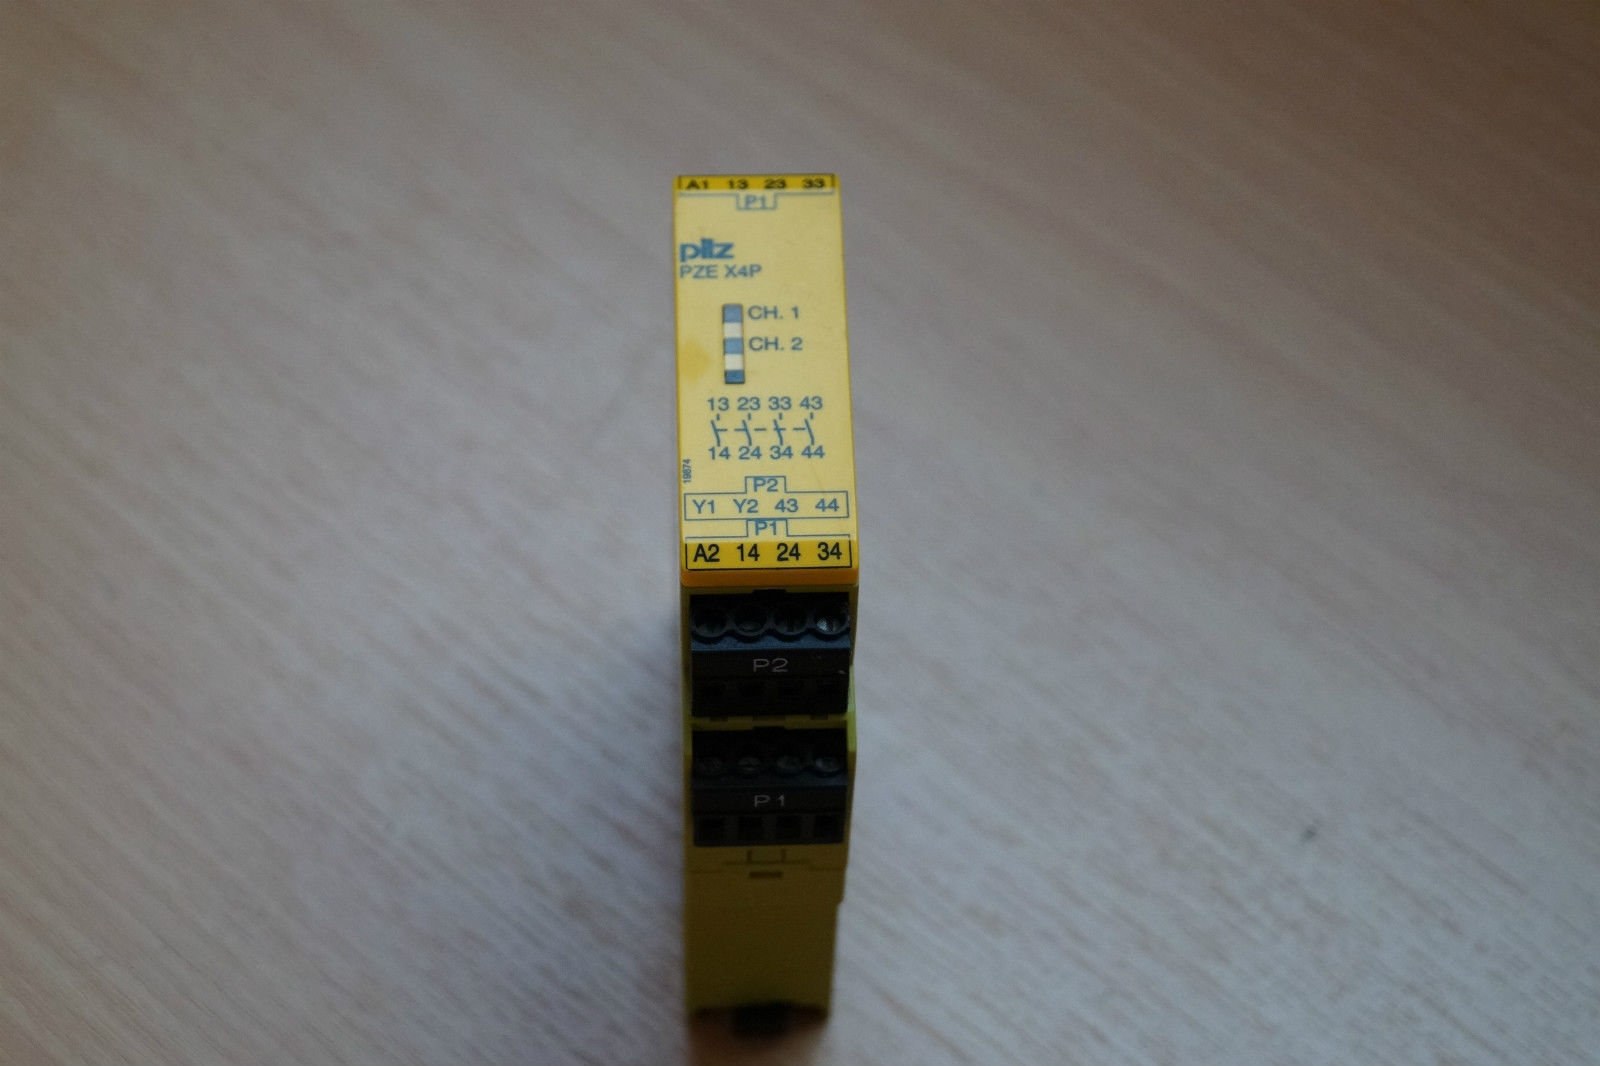 A1 13 23 33
P1
pilz
PZE X4P
CH. 1
CH. 2
13 23 33 43
14 24 34 44
19874
P2
Y1 Y2 43 44
P1
A2 14 24 34
P2
P1